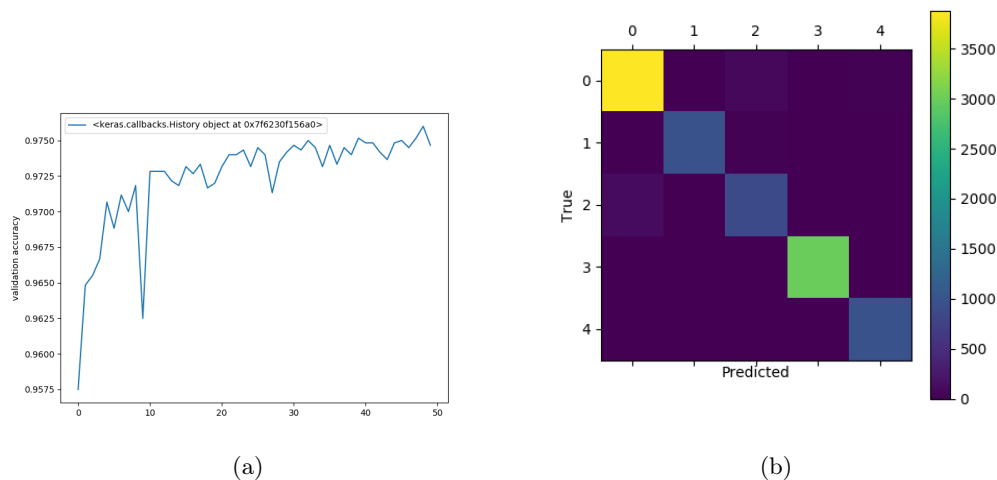 <keras.callbacks.History object at 0x7f6230f156a0>
0.9750
0.9725
0.9700
0.9675
0.9650
0.9625
0.9600
0.9575
validation accuracy
0 10 20 30 40 50
(a)
0 1 2 3 4
0
1
2
3
4
True
Predicted
3500
3000
2500
2000
1500
1000
500
0
(b)